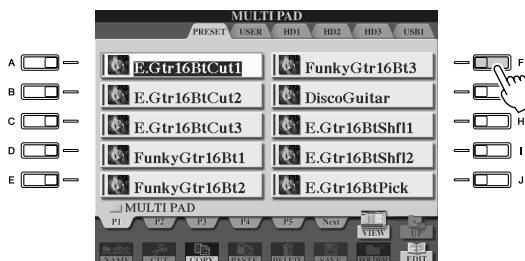 MULTI PAD
PRESET USER HD1 HD2 HD3 USB1
A E.Gtr16BtCut1 FunkyGtr16Bt3 F
B E.Gtr16BtCut2 DiscoGuitar
C E.Gtr16BtCut3 E.Gtr16BtShfl1 H
D FunkyGtr16Bt1 E.Gtr16BtShfl2 I
E FunkyGtr16Bt2 E.Gtr16BtPick J
MULTI PAD
P1 P2 P3 P4 P5 Next VIEW UP
NAME CUT COPY PASTE DELETE SAVE FOLDER EDIT